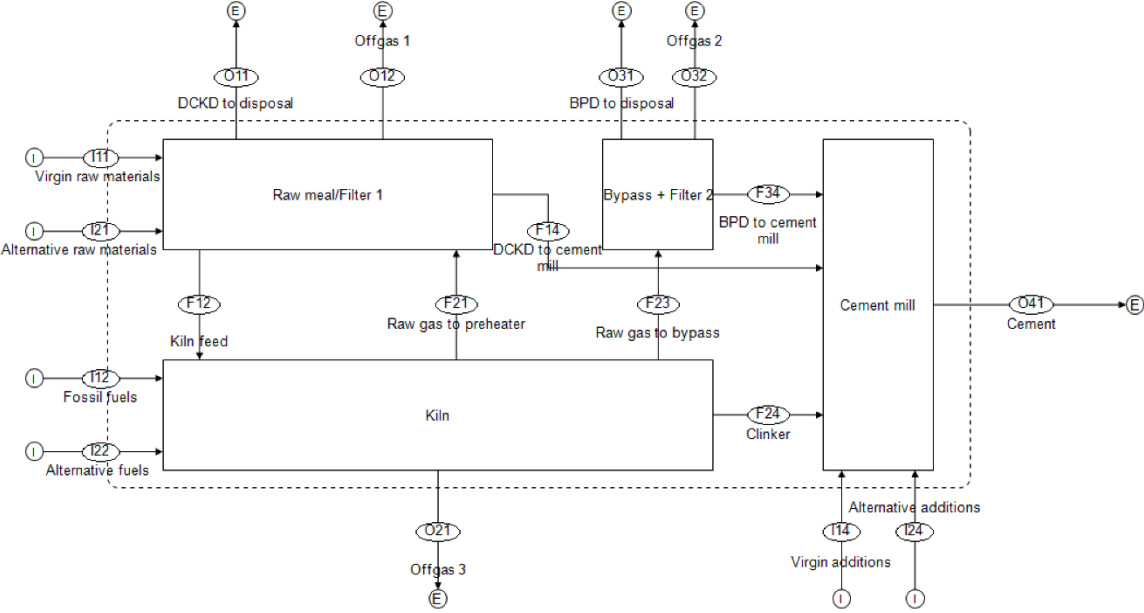 E
E
E
E
Offgas 1
Offgas 2
O11
O12
O31
O32
DCKD to disposal
BPD to disposal
I
I11
Virgin raw materials
Raw meal/Filter 1
Bypass + Filter 2
F34
BPD to cement
mill
I
I21
Alternative raw materials
F14
DCKD to cement
mill
F12
Kiln feed
F21
Raw gas to preheater
F23
Raw gas to bypass
Cement mill
O41
Cement
E
I
I12
Fossil fuels
Kiln
F24
Clinker
I
I22
Alternative fuels
Alternative additions
O21
Offgas 3
E
I14
I24
Virgin additions
I
I